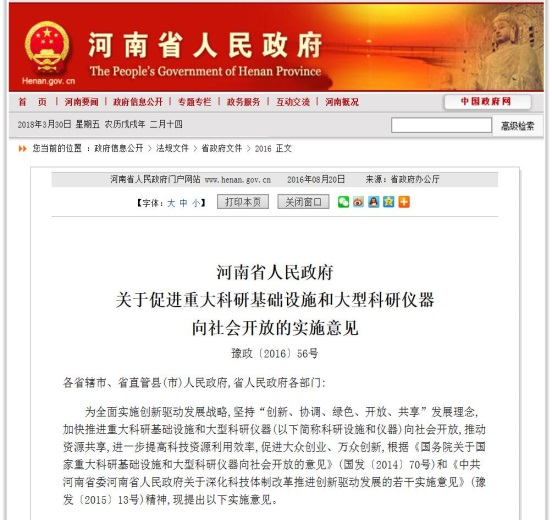 河南省人民政府
Henan.gov.cn
The People's Government of Henan Province
首 页 | 河南要闻 | 政府信息公开 | 专题专栏 | 政务服务 | 互动交流 | 河南概况
中国政府网
2018年3月30日 星期五 农历戊戌年 二月十四
高级检索
您当前的位置：政府信息公开 > 法规文件 > 省政府文件 > 2016 正文
河南省人民政府门户网站 www.henan.gov.cn 2016年08月20日 来源：省政府办公厅
【字体：大 中 小】 打印本页 关闭窗口
河南省人民政府
关于促进重大科研基础设施和大型科研仪器
向社会开放的实施意见
豫政〔2016〕56号
各省辖市、省直管县(市)人民政府,省人民政府各部门:
为全面实施创新驱动发展战略,坚持“创新、协调、绿色、开放、共享”发展理念,
加快推进重大科研基础设施和大型科研仪器(以下简称科研设施和仪器)向社会开放,推动
资源共享,进一步提高科技资源利用效率,促进大众创业、万众创新,根据《国务院关于国
家重大科研基础设施和大型科研仪器向社会开放的意见》(国发〔2014〕70号)和《中共
河南省委河南省人民政府关于深化科技体制改革推进创新驱动发展的若干实施意见》(豫
发〔2015〕13号)精神,现提出以下实施意见。